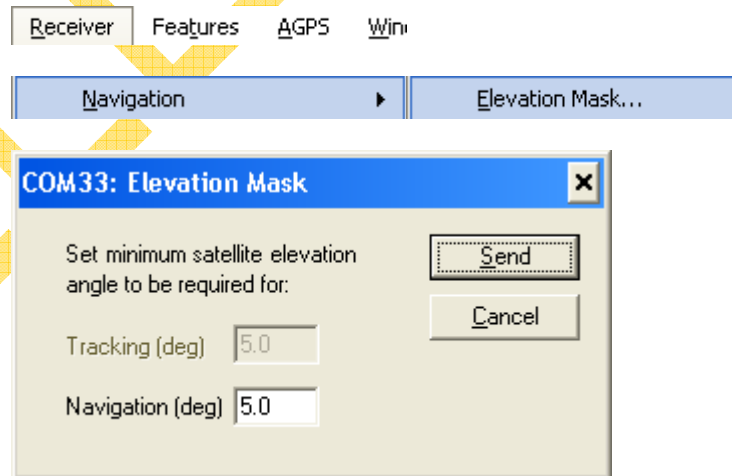 Receiver Features AGPS
Navigation Elevation Mask...
COM33: Elevation Mask
Set minimum satellite elevation
angle to be required for:
Send
Cancel
Tracking (deg) 5.0
Navigation (deg) 5.0